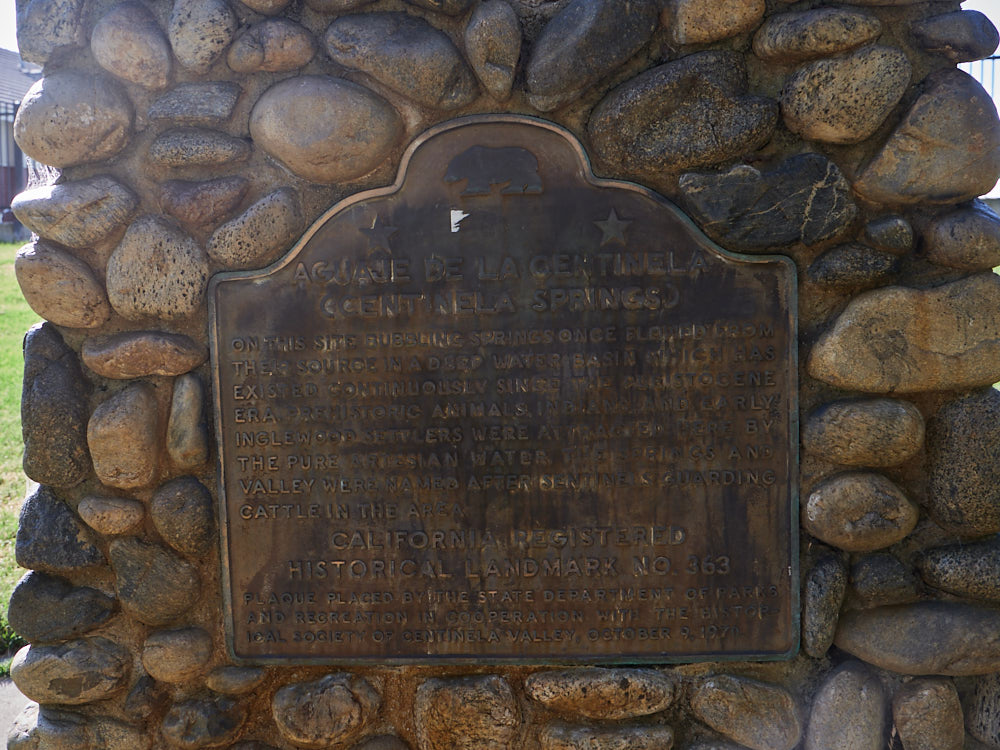 AGUAJE DE LA CENTINELA
(CENTINELA SPRINGS)
ON THIS SITE BUBBLING SPRINGS ONCE FLOWED FROM
THEIR SOURCE IN A DEEP WATER BASIN WHICH HAS
EXISTED CONTINUOUSLY SINCE THE PLEISTOCENE
ERA. PREHISTORIC ANIMALS, INDIANS, AND EARLY
INGLEWOOD SETTLERS WERE ATTRACTED HERE BY
THE PURE ARTESIAN WATER. THE SPRINGS AND
VALLEY WERE NAMED AFTER SENTINELS GUARDING
CATTLE IN THE AREA.
CALIFORNIA REGISTERED
HISTORICAL LANDMARK NO. 363
PLAQUE PLACED BY THE STATE DEPARTMENT OF PARKS
AND RECREATION IN COOPERATION WITH THE HISTOR-
ICAL SOCIETY OF CENTINELA VALLEY, OCTOBER 9, 1971.